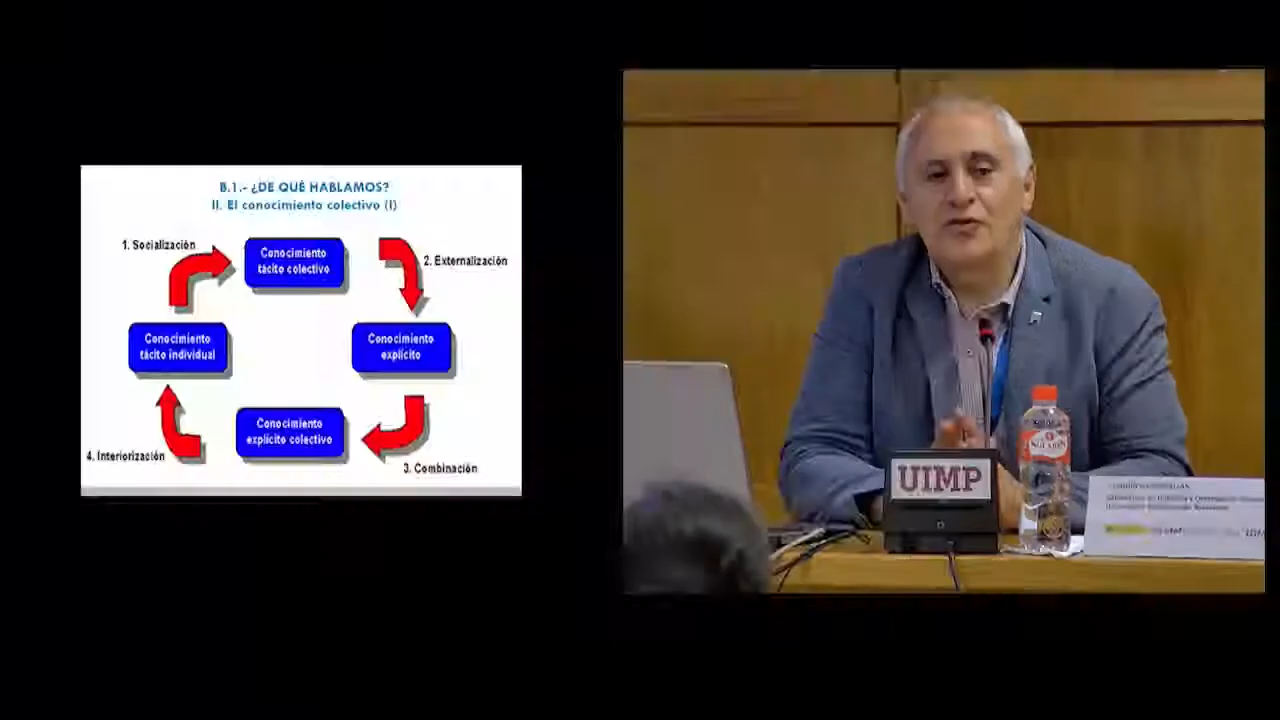 B.1.- ¿DE QUÉ HABLAMOS?
II. El conocimiento colectivo (I)
1. Socialización
Conocimiento
tácito colectivo
2. Externalización
Conocimiento
tácito individual
Conocimiento
explícito
Conocimiento
explícito colectivo
4. Interiorización
3. Combinación
UIMP